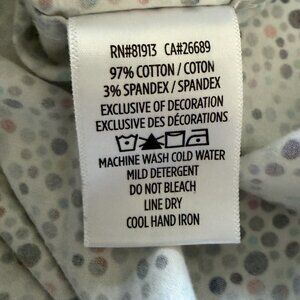 RN#81913 CA#26689
97% COTTON / COTON
3% SPANDEX / SPANDEX
EXCLUSIVE OF DECORATION
EXCLUSIVE DES DÉCORATIONS
MACHINE WASH COLD WATER
MILD DETERGENT
DO NOT BLEACH
LINE DRY
COOL HAND IRON